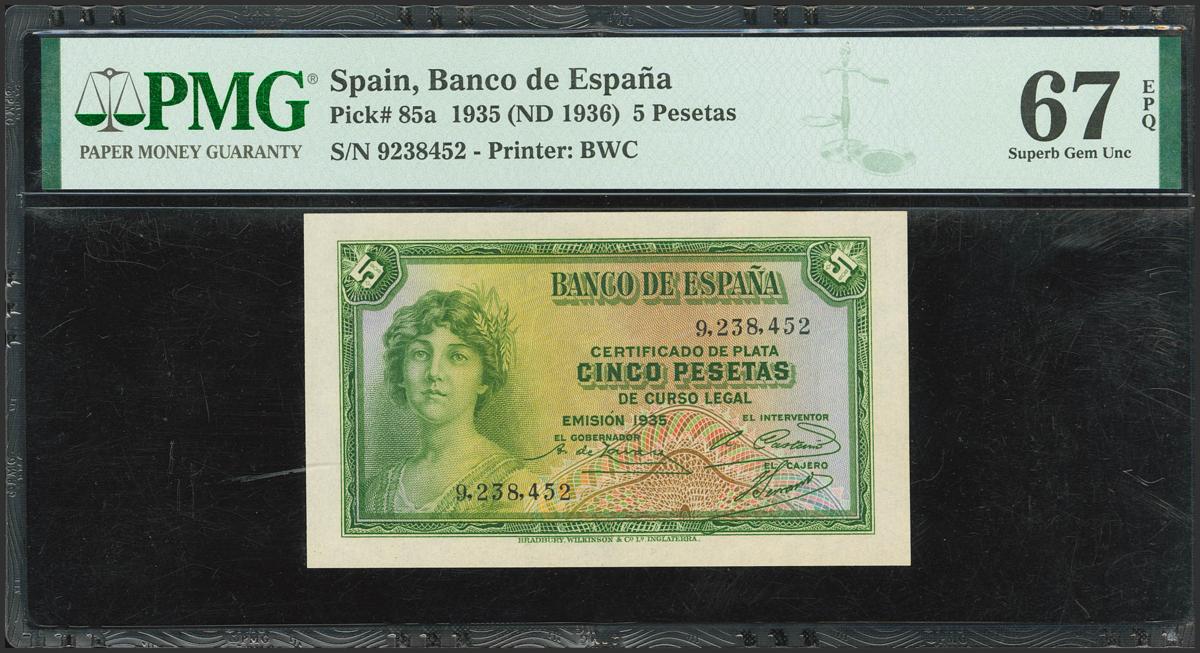 PMG®
PAPER MONEY GUARANTY
Spain, Banco de España
Pick# 85a 1935 (ND 1936) 5 Pesetas
S/N 9238452 - Printer: BWC
67
EPQ
Superb Gem Unc
5
5
BANCO DE ESPAÑA
9,238,452
CERTIFICADO DE PLATA
CINCO PESETAS
DE CURSO LEGAL
EMISIÓN 1935
EL INTERVENTOR
EL GOBERNADOR
EL CAJERO
9,238,452
BRADBURY, WILKINSON & Cº Lᵈ INGLATERRA.